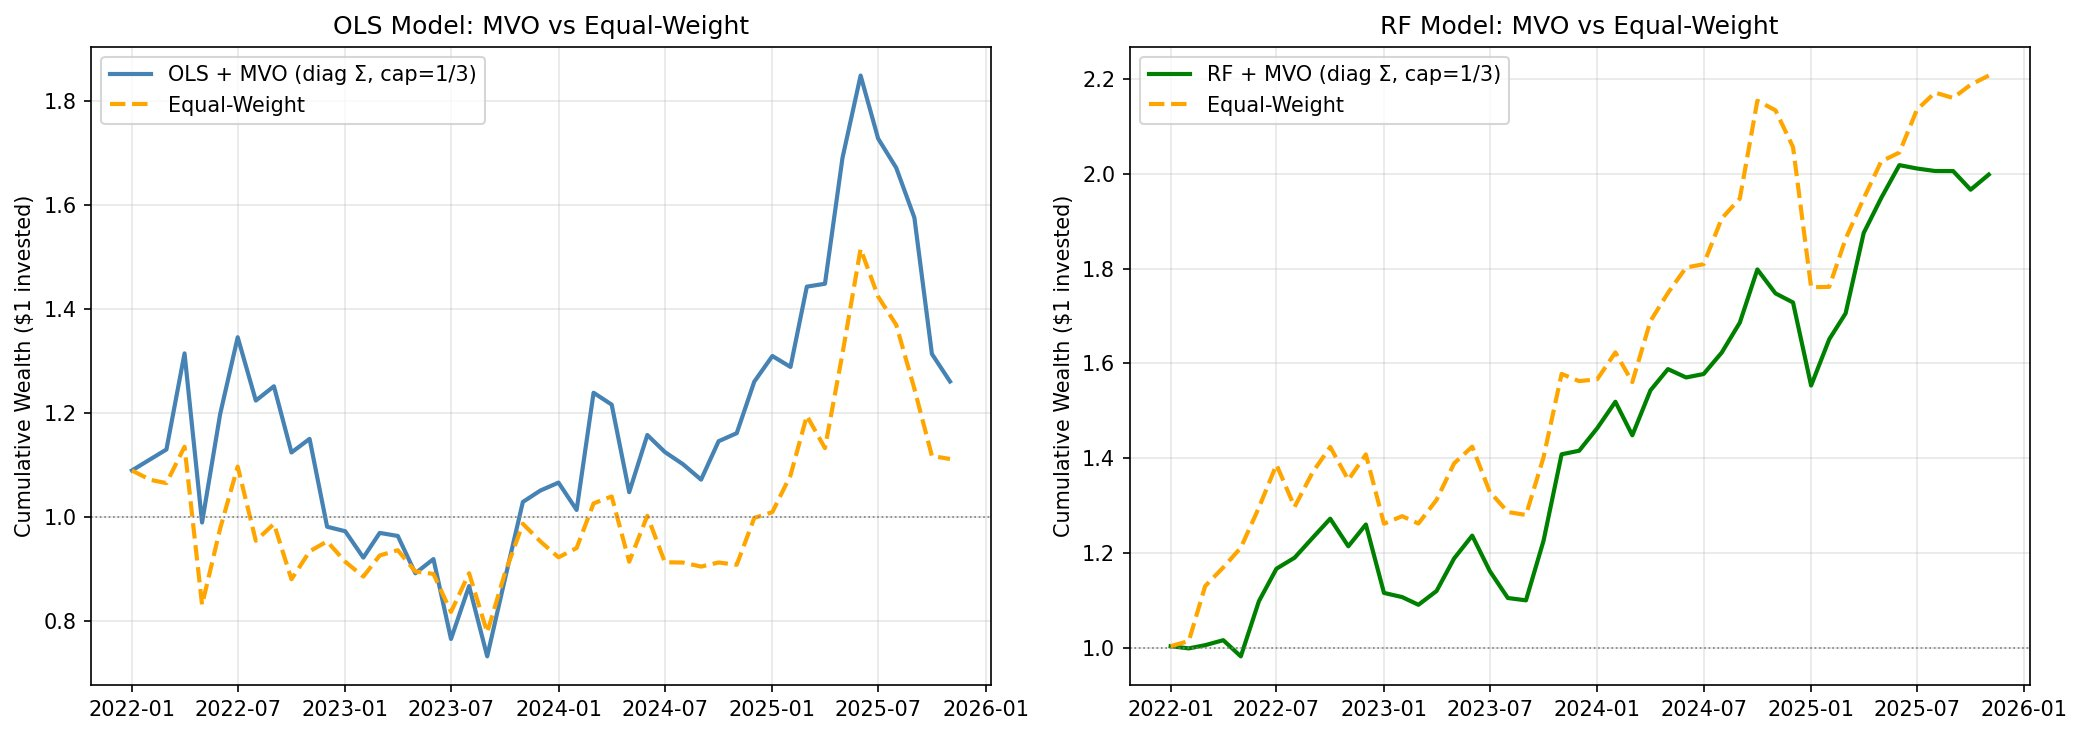 OLS Model: MVO vs Equal-Weight
OLS + MVO (diag Σ, cap=1/3)
Equal-Weight
Cumulative Wealth ($1 invested)
1.8
1.6
1.4
1.2
1.0
0.8
2022-01 2022-07 2023-01 2023-07 2024-01 2024-07 2025-01 2025-07 2026-01
RF Model: MVO vs Equal-Weight
RF + MVO (diag Σ, cap=1/3)
Equal-Weight
Cumulative Wealth ($1 invested)
2.2
2.0
1.8
1.6
1.4
1.2
1.0
2022-01 2022-07 2023-01 2023-07 2024-01 2024-07 2025-01 2025-07 2026-01